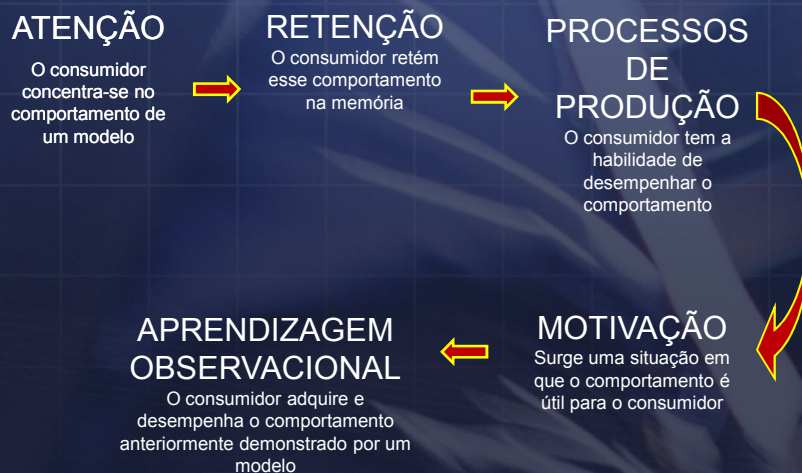 ATENÇÃO
O consumidor
concentra-se no
comportamento de
um modelo
RETENÇÃO
O consumidor retém
esse comportamento
na memória
PROCESSOS
DE
PRODUÇÃO
O consumidor tem a
habilidade de
desempenhar o
comportamento
MOTIVAÇÃO
Surge uma situação em
que o comportamento é
útil para o consumidor
APRENDIZAGEM
OBSERVACIONAL
O consumidor adquire e
desempenha o comportamento
anteriormente demonstrado por um
modelo